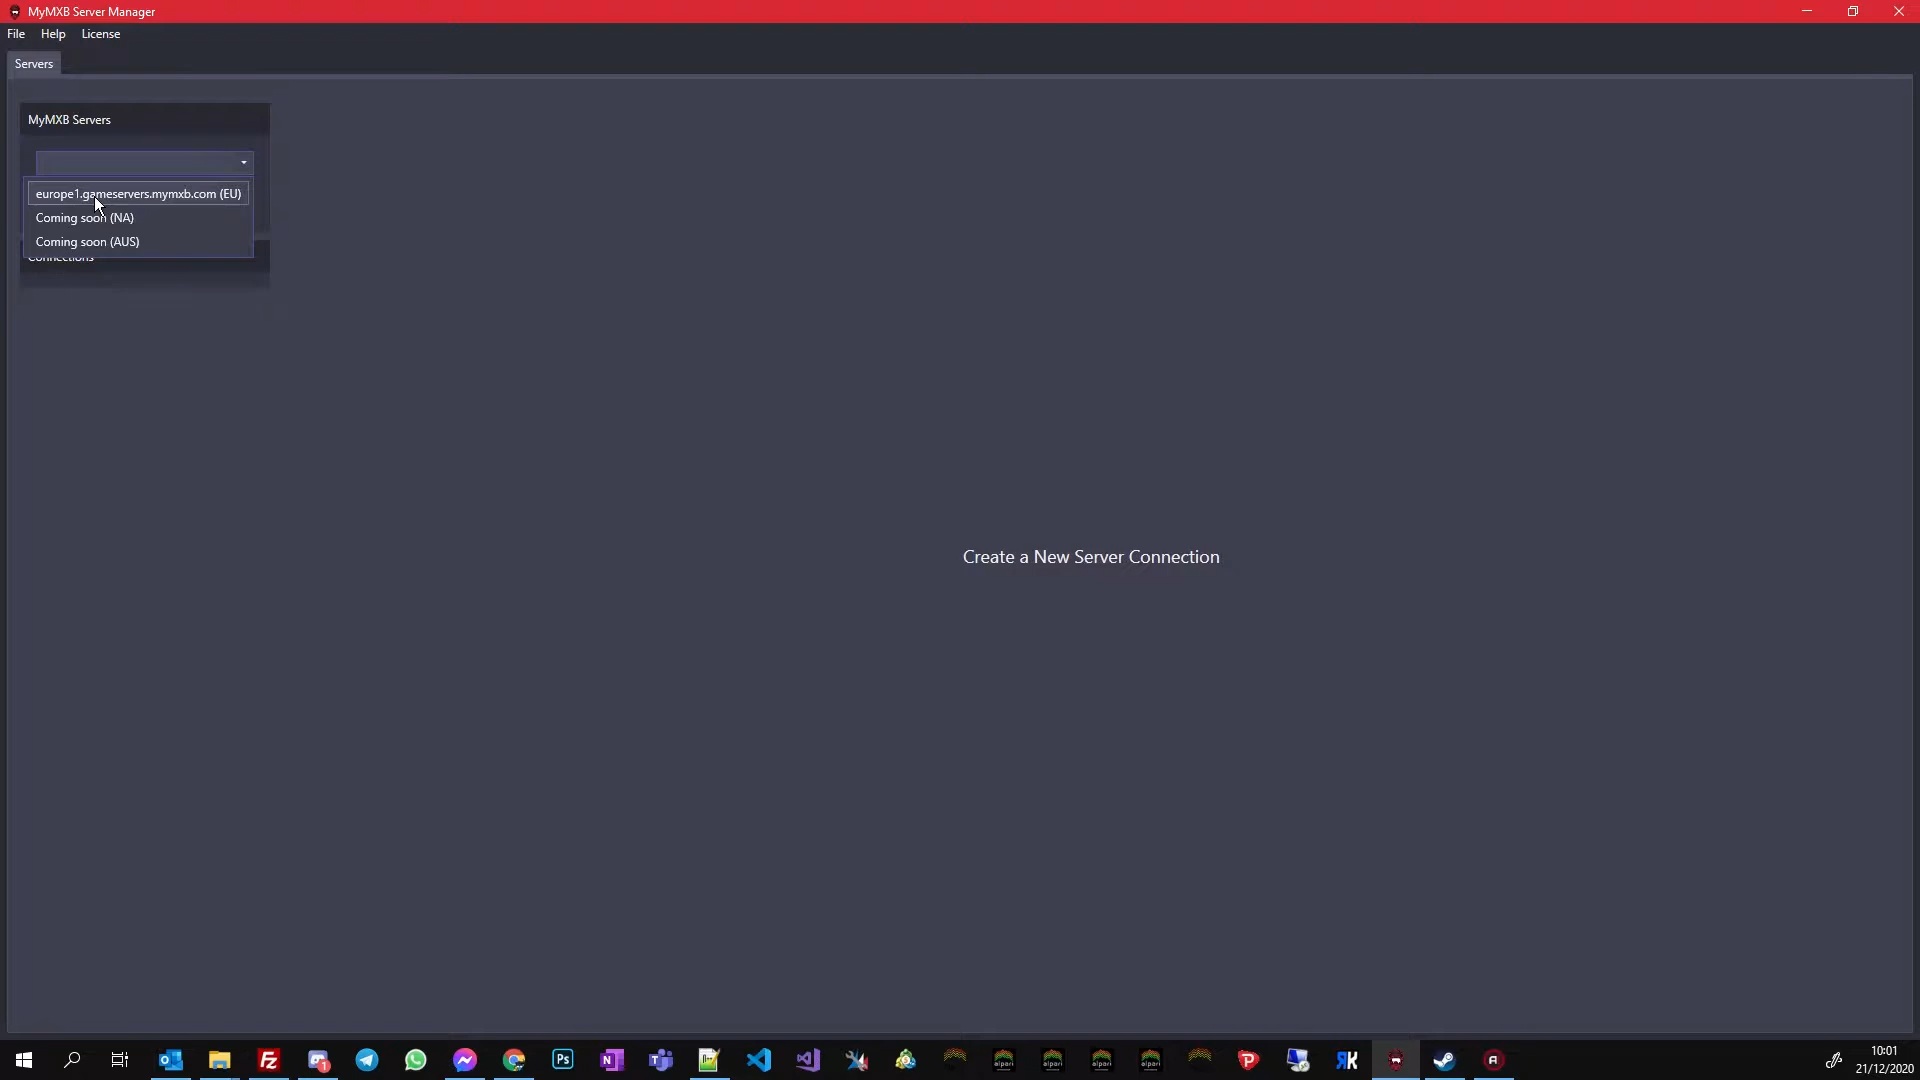 MyMXB Server Manager
File Help License
Servers
MyMXB Servers
europe1.gameservers.mymxb.com (EU)
Coming soon (NA)
Coming soon (AUS)
Connections
Create a New Server Connection
10:01
21/12/2020